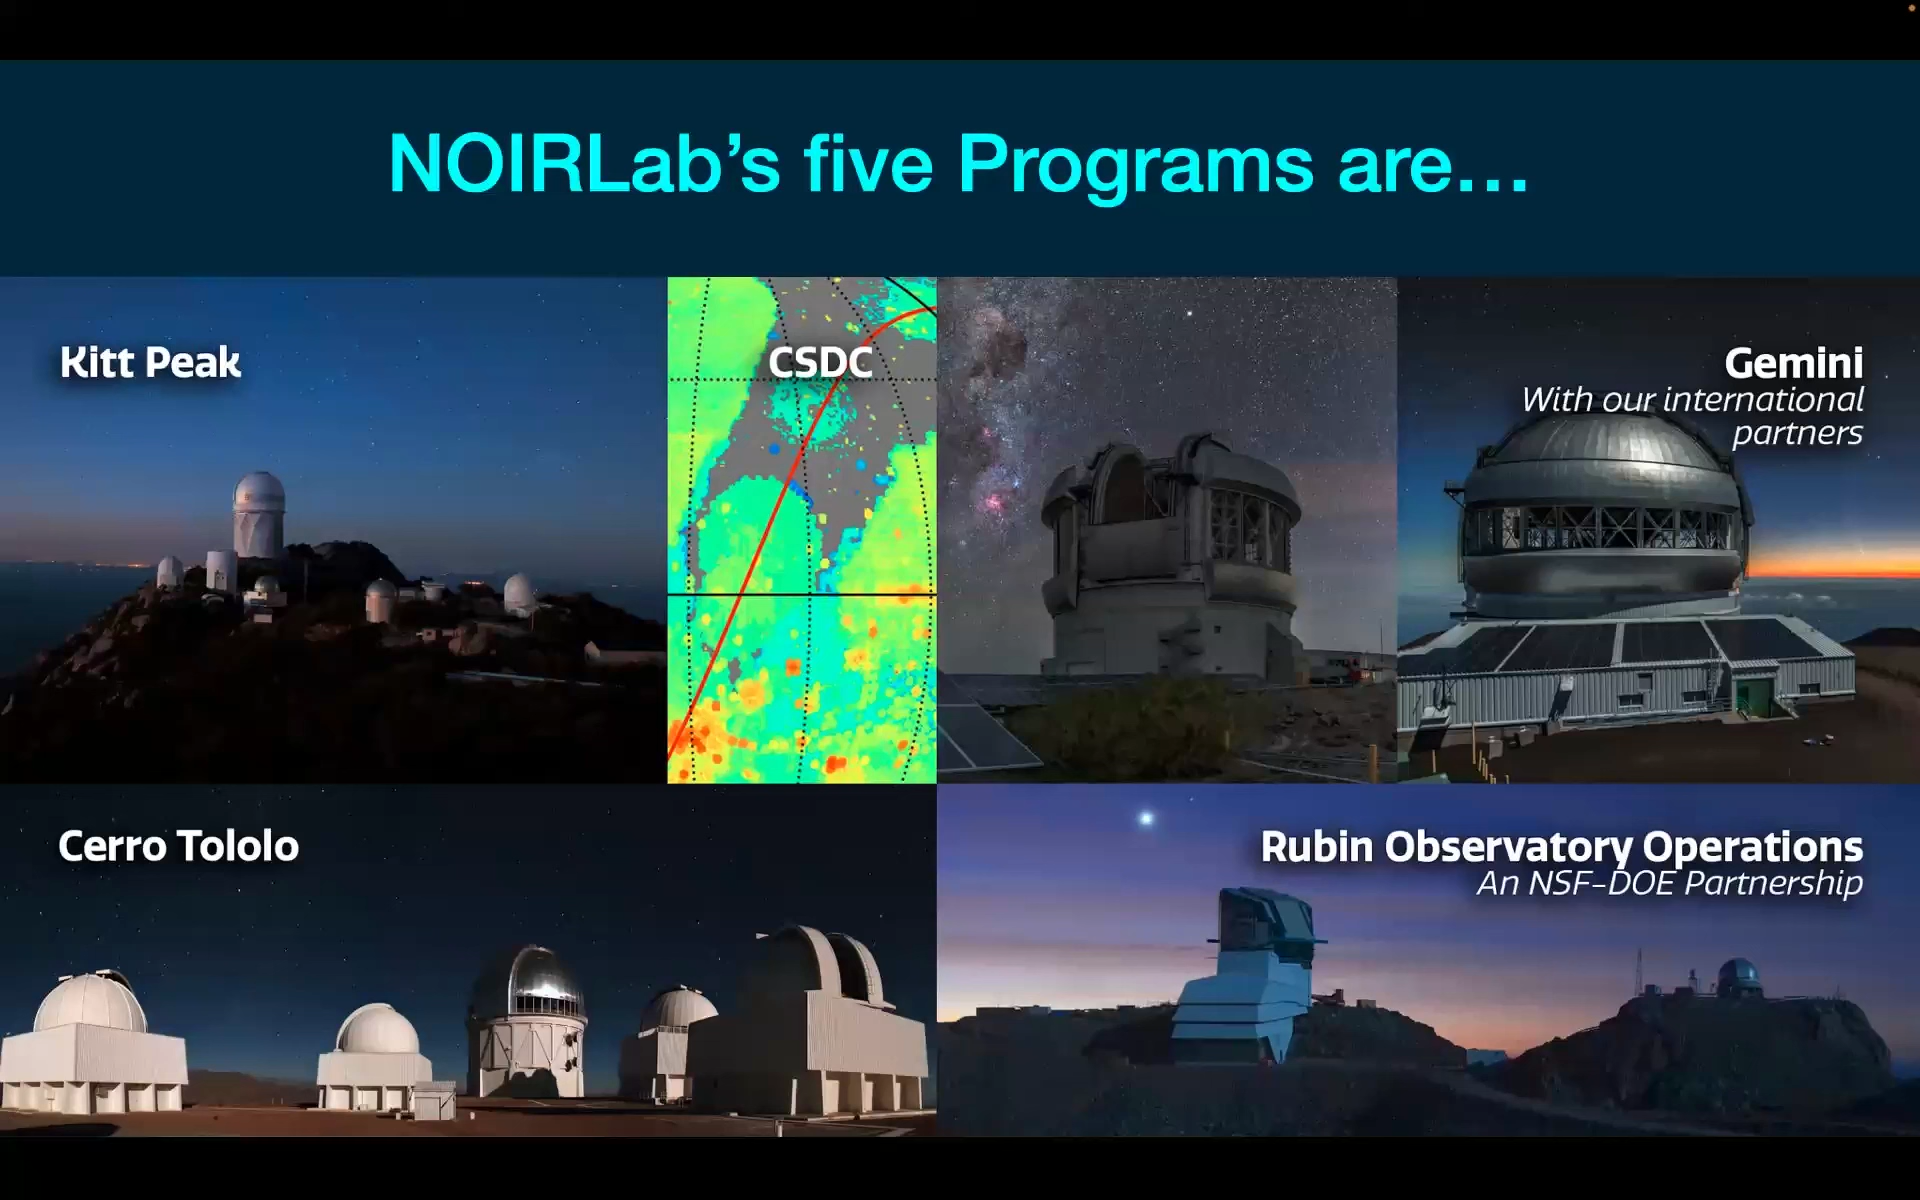 NOIRLab’s five Programs are...
Kitt Peak
CSDC
Gemini
With our international
partners
Cerro Tololo
Rubin Observatory Operations
An NSF-DOE Partnership